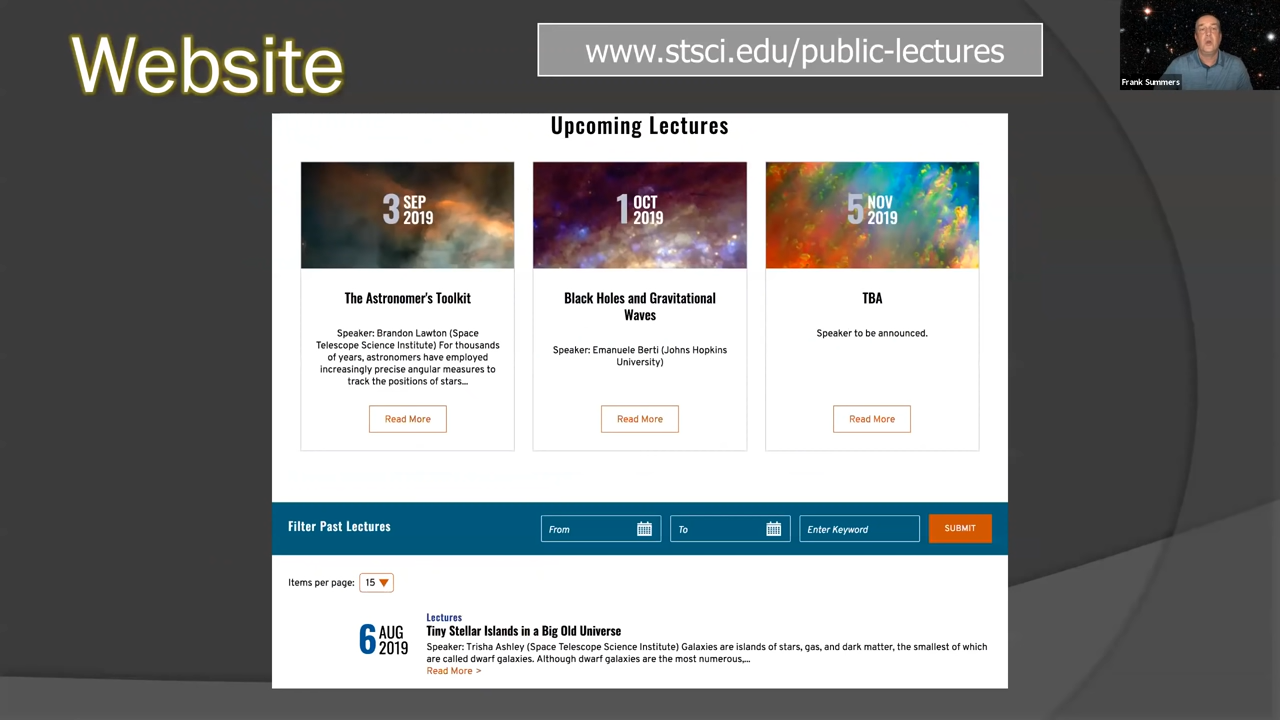 Website
www.stsci.edu/public-lectures
Frank Summers
Upcoming Lectures
3 SEP
2019
The Astronomer's Toolkit
Speaker: Brandon Lawton (Space
Telescope Science Institute) For thousands
of years, astronomers have employed
increasingly precise angular measures to
track the positions of stars...
Read More
1 OCT
2019
Black Holes and Gravitational
Waves
Speaker: Emanuele Berti (Johns Hopkins
University)
Read More
5 NOV
2019
TBA
Speaker to be announced.
Read More
Filter Past Lectures
From
To
Enter Keyword
SUBMIT
Items per page: 15
6 AUG
2019
Lectures
Tiny Stellar Islands in a Big Old Universe
Speaker: Trisha Ashley (Space Telescope Science Institute) Galaxies are islands of stars, gas, and dark matter, the smallest of which
are called dwarf galaxies. Although dwarf galaxies are the most numerous,...
Read More >